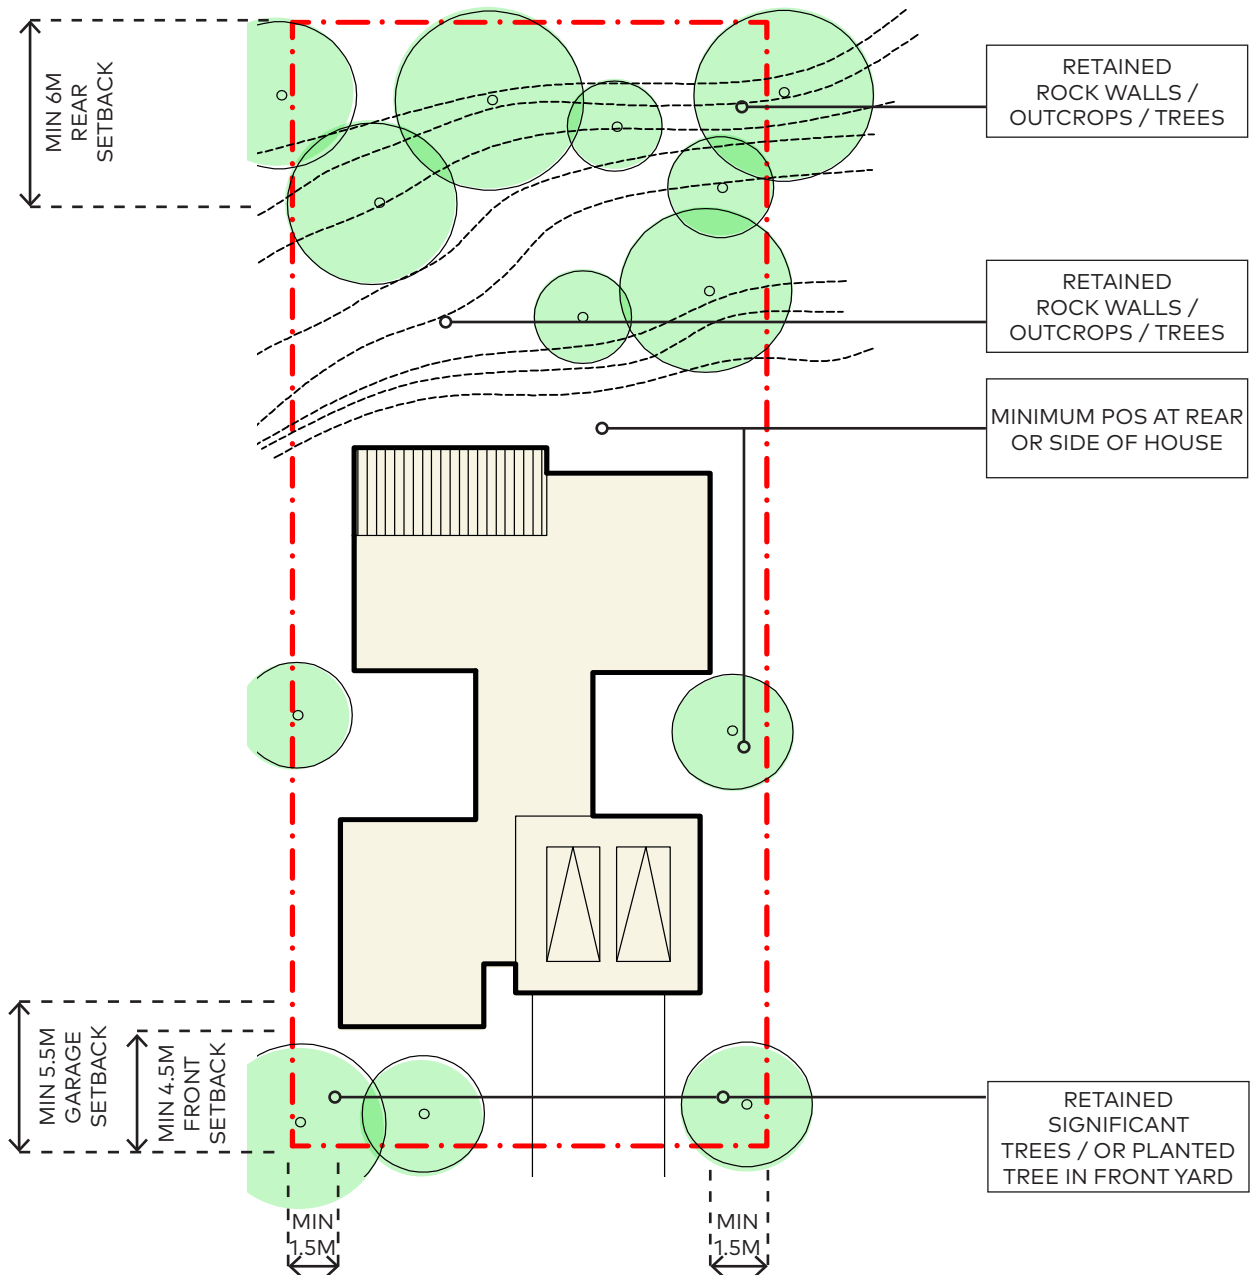 MIN 6M
REAR
SETBACK
RETAINED
ROCK WALLS /
OUTCROPS / TREES
RETAINED
ROCK WALLS /
OUTCROPS / TREES
MINIMUM POS AT REAR
OR SIDE OF HOUSE
MIN 5.5M
GARAGE
SETBACK
MIN 4.5M
FRONT
SETBACK
RETAINED
SIGNIFICANT
TREES / OR PLANTED
TREE IN FRONT YARD
MIN
1.5M
MIN
1.5M